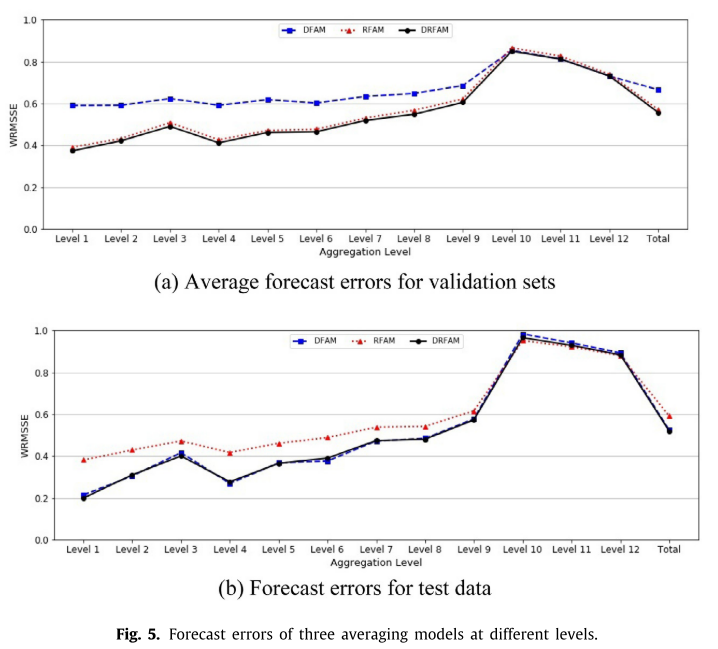 1.0
DFAM RFAM DRFAM
0.8
0.6
0.4
0.2
0.0
WRMSSE
Level 1 Level 2 Level 3 Level 4 Level 5 Level 6 Level 7 Level 8 Level 9 Level 10 Level 11 Level 12 Total
Aggregation Level
(a) Average forecast errors for validation sets
1.0
DFAM RFAM DRFAM
0.8
0.6
0.4
0.2
0.0
WRMSSE
Level 1 Level 2 Level 3 Level 4 Level 5 Level 6 Level 7 Level 8 Level 9 Level 10 Level 11 Level 12 Total
Aggregation Level
(b) Forecast errors for test data
Fig. 5. Forecast errors of three averaging models at different levels.